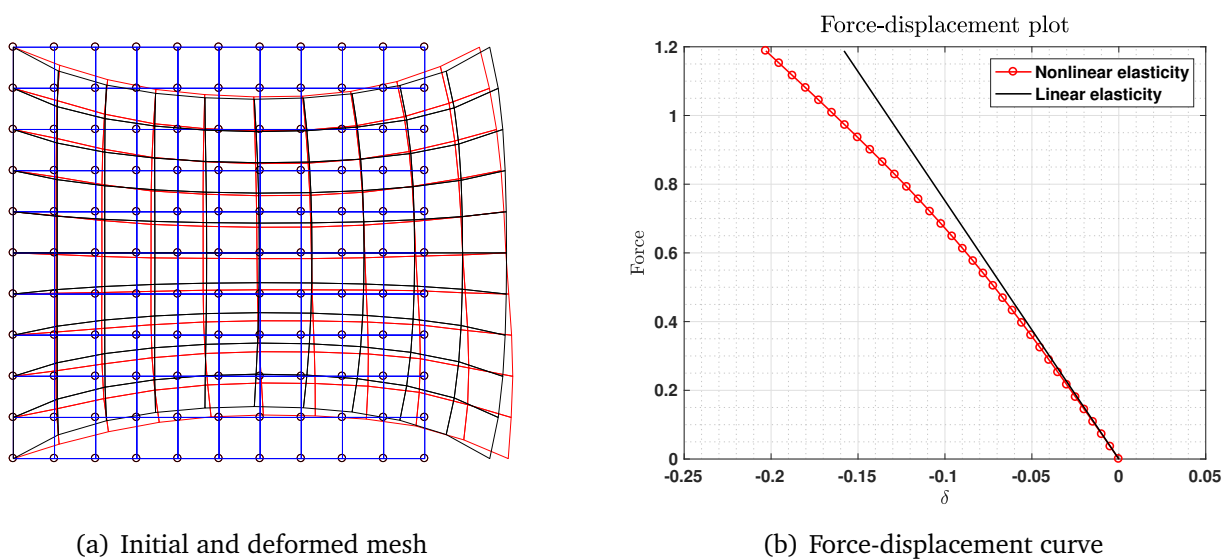 Force-displacement plot
1.2
1
0.8
0.6
0.4
0.2
0
Force
Nonlinear elasticity
Linear elasticity
-0.25 -0.2 -0.15 -0.1 -0.05 0 0.05
δ
(a) Initial and deformed mesh
(b) Force-displacement curve